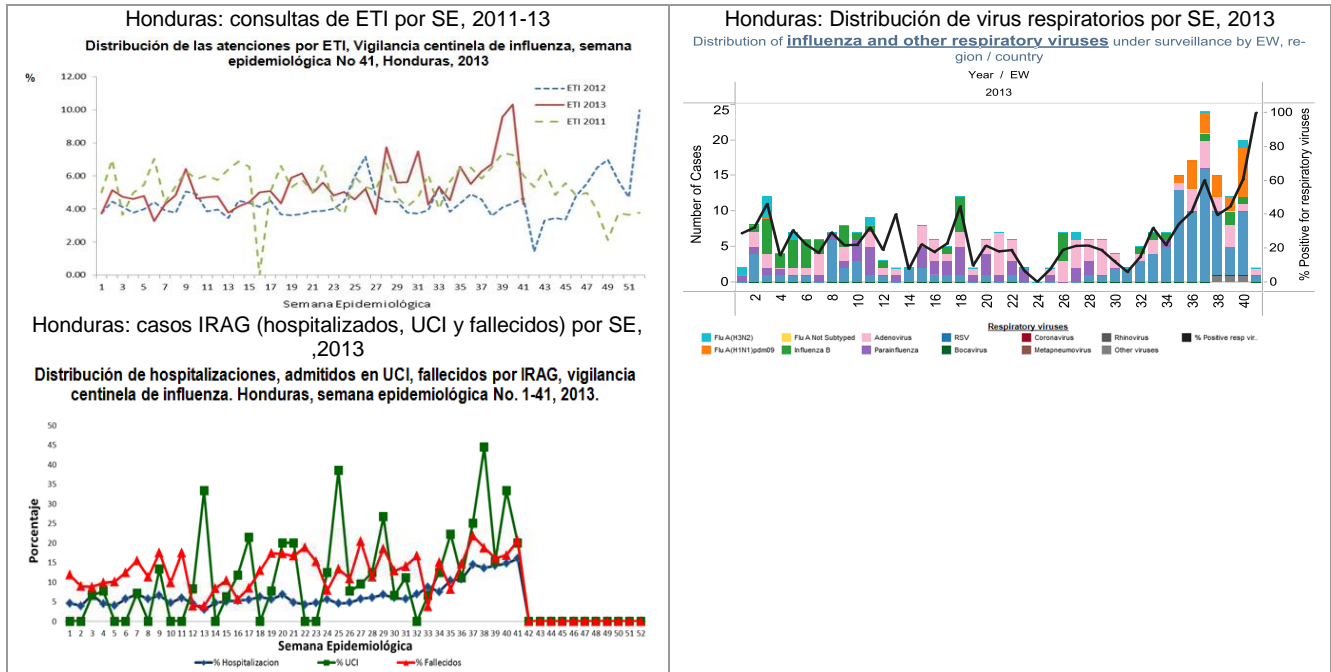 Honduras: consultas de ETI por SE, 2011-13
Distribución de las atenciones por ETI, Vigilancia centinela de influenza, semana
epidemiológica No 41, Honduras, 2013
%
12.00
10.00
8.00
6.00
4.00
2.00
0.00
ETI 2012
ETI 2013
ETI 2011
1 3 5 7 9 11 13 15 17 19 21 23 25 27 29 31 33 35 37 39 41 43 45 47 49 51
Semana Epidemiológica
Honduras: casos IRAG (hospitalizados, UCI y fallecidos) por SE,
,2013
Distribución de hospitalizaciones, admitidos en UCI, fallecidos por IRAG, vigilancia
centinela de influenza. Honduras, semana epidemiológica No. 1-41, 2013.
Porcentaje
50
45
40
35
30
25
20
15
10
5
0
1 2 3 4 5 6 7 8 9 10 11 12 13 14 15 16 17 18 19 20 21 22 23 24 25 26 27 28 29 30 31 32 33 34 35 36 37 38 39 40 41 42 43 44 45 46 47 48 49 50 51 52
Semana Epidemiológica
% Hospitalizacion % UCI % Fallecidos
Honduras: Distribución de virus respiratorios por SE, 2013
Distribution of influenza and other respiratory viruses under surveillance by EW, re-
gion / country
Year / EW
2013
Number of Cases
25
20
15
10
5
0
% Positive for respiratory viruses
100
80
60
40
20
0
2 4 6 8 10 12 14 16 18 20 22 24 26 28 30 32 34 36 38 40
Respiratory viruses
Flu A(H3N2) Flu A Not Subtyped Adenovirus RSV Coronavirus Rhinovirus % Positive resp vir..
Flu A(H1N1)pdm09 Influenza B Parainfluenza Bocavirus Metapneumovirus Other viruses